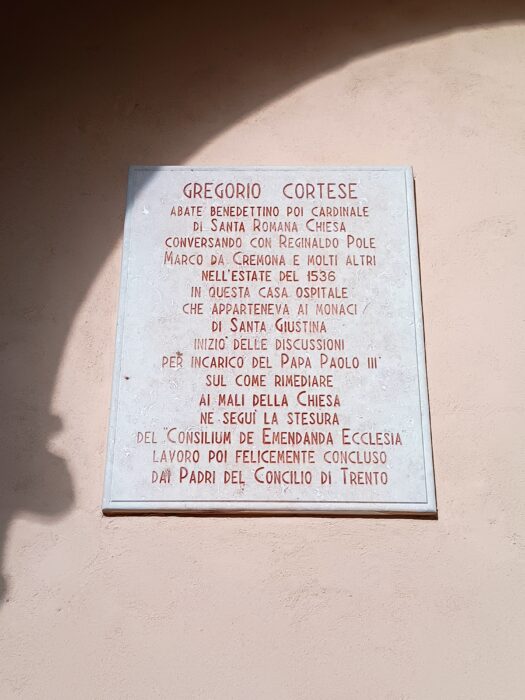 GREGORIO CORTESE
ABATE BENEDETTINO POI CARDINALE
DI SANTA ROMANA CHIESA
CONVERSANDO CON REGINALDO POLE
MARCO DA CREMONA E MOLTI ALTRI
NELL'ESTATE DEL 1536
IN QUESTA CASA OSPITALE
CHE APPARTENEVA AI MONACI
DI SANTA GIUSTINA
INIZIO' DELLE DISCUSSIONI
PER INCARICO DEL PAPA PAOLO III°
SUL COME RIMEDIARE
AI MALI DELLA CHIESA
NE SEGUI' LA STESURA
DEL "CONSILIUM DE EMENDANDA ECCLESIA"
LAVORO POI FELICEMENTE CONCLUSO
DAI PADRI DEL CONCILIO DI TRENTO